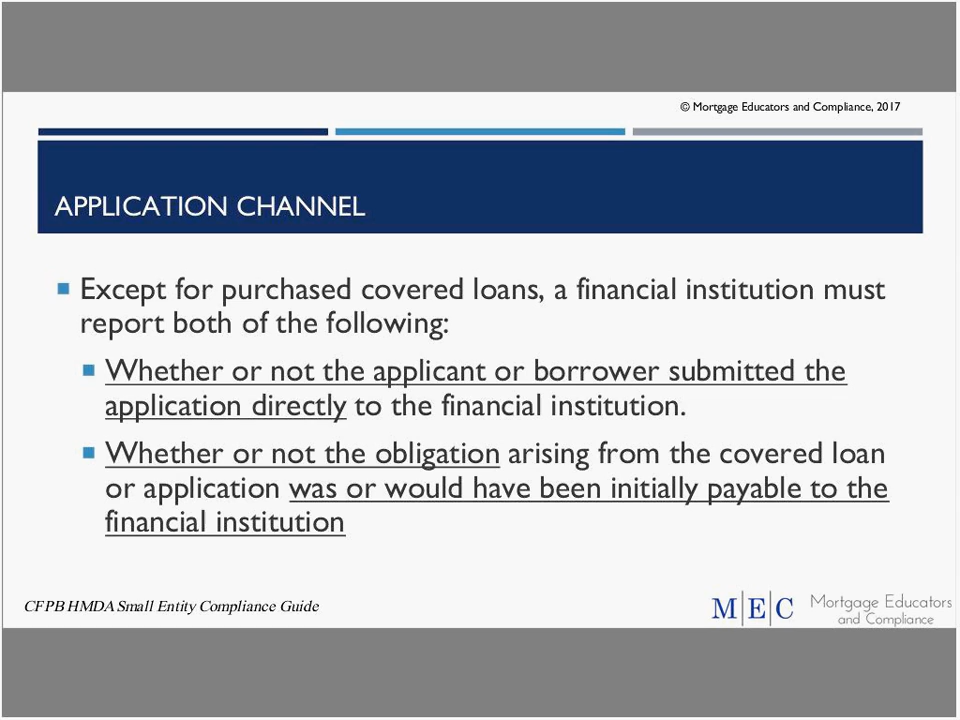 © Mortgage Educators and Compliance, 2017
APPLICATION CHANNEL
Except for purchased covered loans, a financial institution must
report both of the following:
Whether or not the applicant or borrower submitted the
application directly to the financial institution.
Whether or not the obligation arising from the covered loan
or application was or would have been initially payable to the
financial institution
CFPB HMDA Small Entity Compliance Guide
M|E|C Mortgage Educators
and Compliance